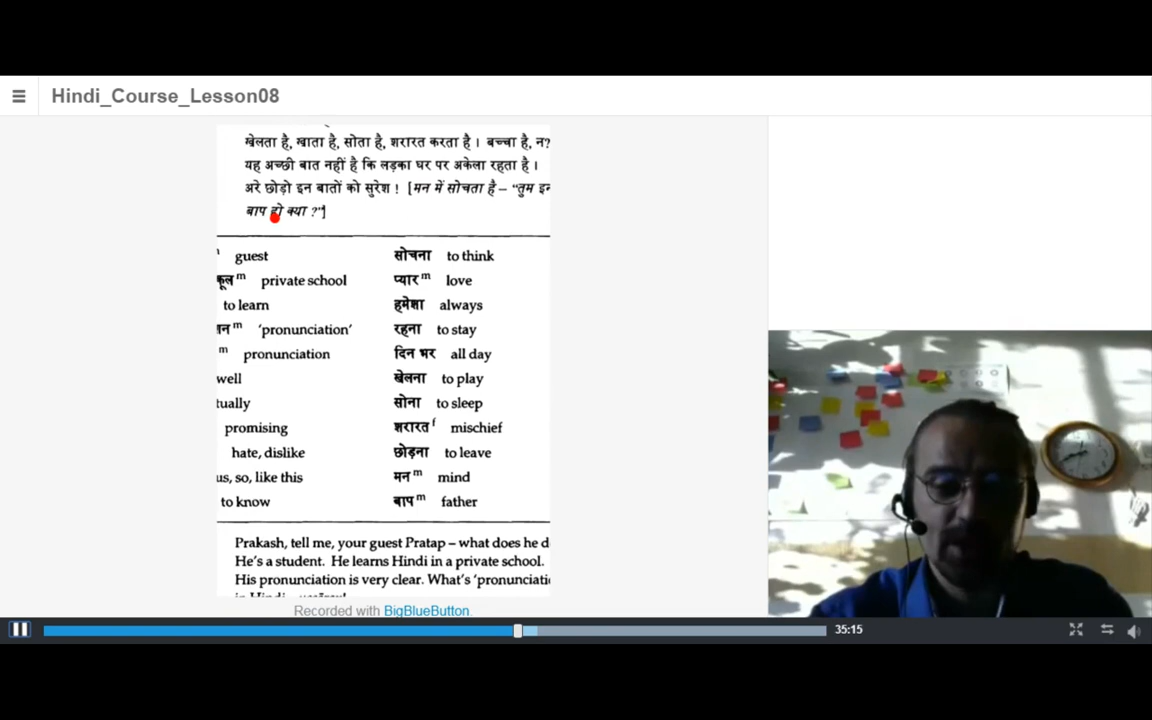 Hindi_Course_Lesson08
खेलता है, खाता है, सोता है, शरारत करता है । बच्चा है, न?
यह अच्छी बात नहीं है कि लड़का घर पर अकेला रहता है ।
अरे छोड़ो इन बातों को सुरेश ! [मन में सोचता है – “तुम
बाप हो क्या ?”]
guest सोचना to think
m private school प्यार m love
to learn हमेशा always
m 'pronunciation' रहना to stay
m pronunciation दिन भर all day
well खेलना to play
सोना to sleep
promising शरारत f mischief
hate, dislike छोड़ना to leave
so, like this मन m mind
to know बाप m father
Prakash, tell me, your guest Pratap – what does he
He's a student. He learns Hindi in a private school.
His pronunciation is very clear. What's
Recorded with BigBlueButton.
35:15